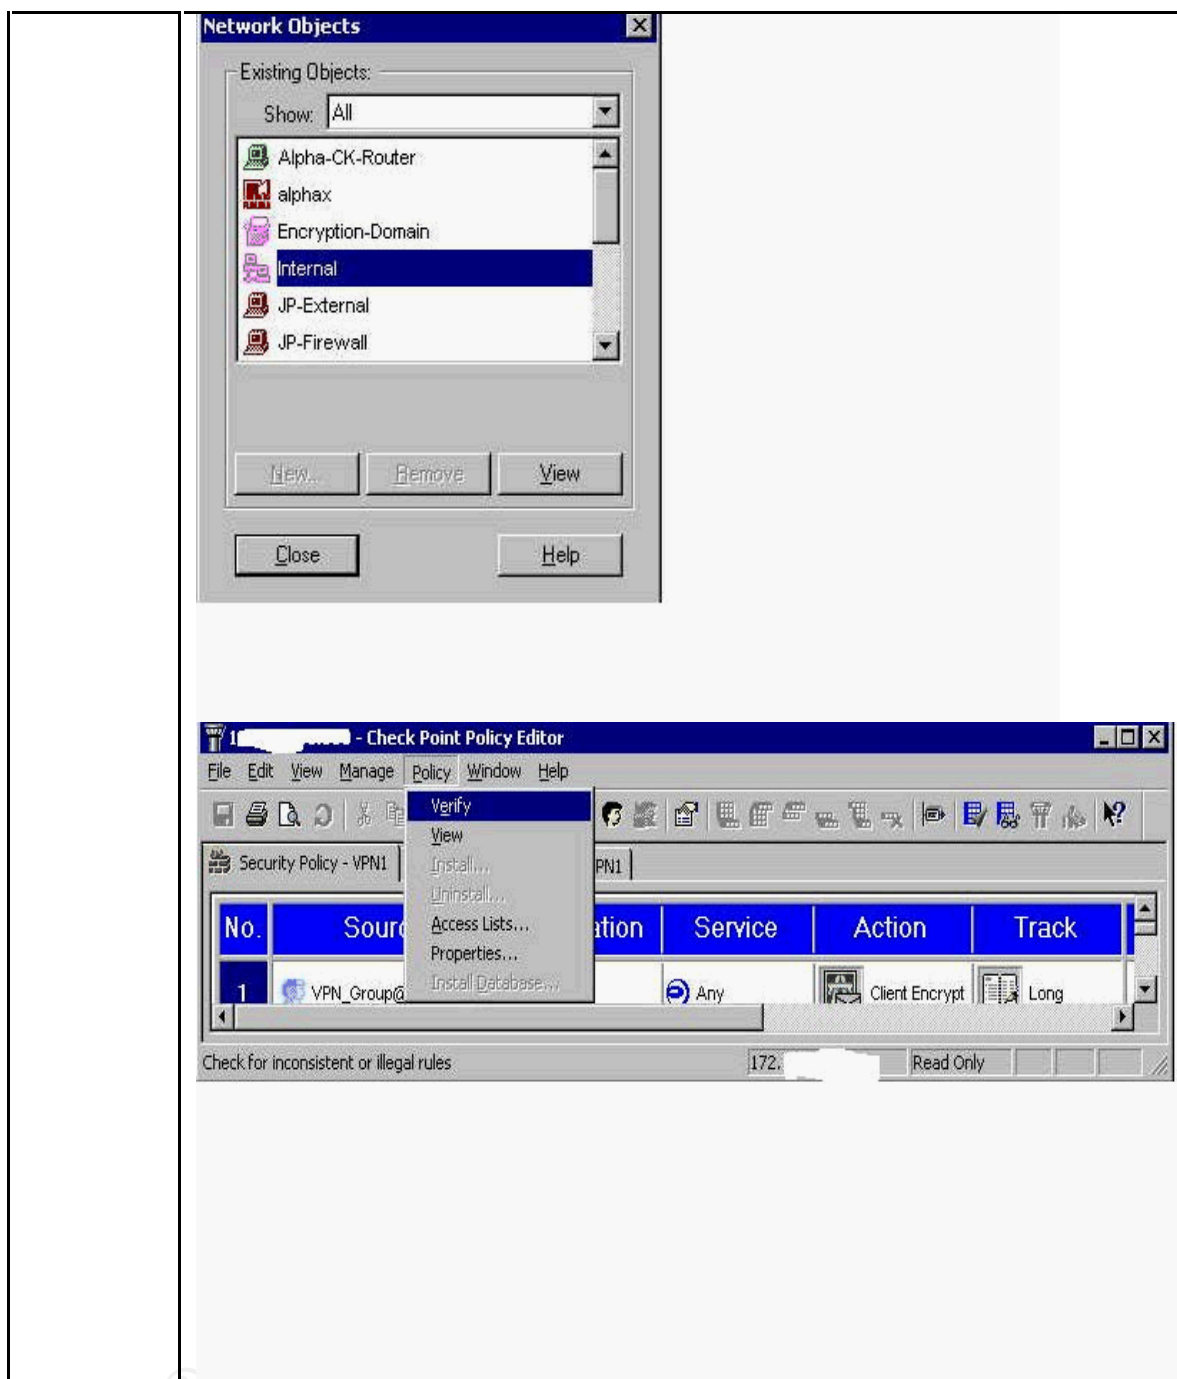 Network Objects
Existing Objects:
Show: All
Alpha-CK-Router
alphax
Encryption-Domain
Internal
JP-External
JP-Firewall
New... Remove View
Close Help
- Check Point Policy Editor
File Edit View Manage Policy Window Help
Verify
View
Install...
Uninstall...
Access Lists...
Properties...
Install Database...
Security Policy - VPN1 PN1
No. Sourc ation Service Action Track
1 VPN_Group@ Any Client Encrypt Long
Check for inconsistent or illegal rules 172. Read Only